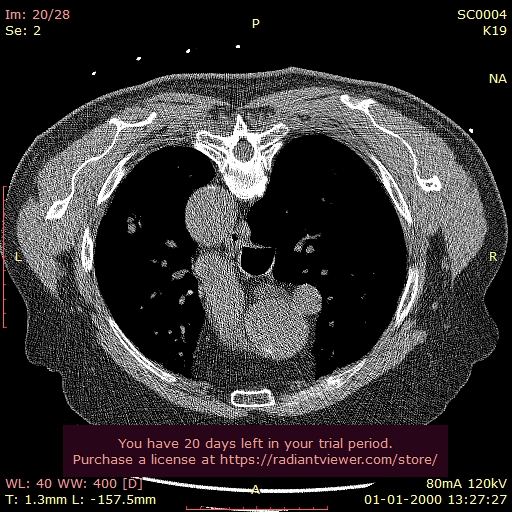 Im: 20/28
Se: 2
P
SC0004
K19
NA
L
R
You have 20 days left in your trial period.
Purchase a license at https://radiantviewer.com/store/
WL: 40 WW: 400 [D]
T: 1.3mm L: -157.5mm
A
80mA 120kV
01-01-2000 13:27:27